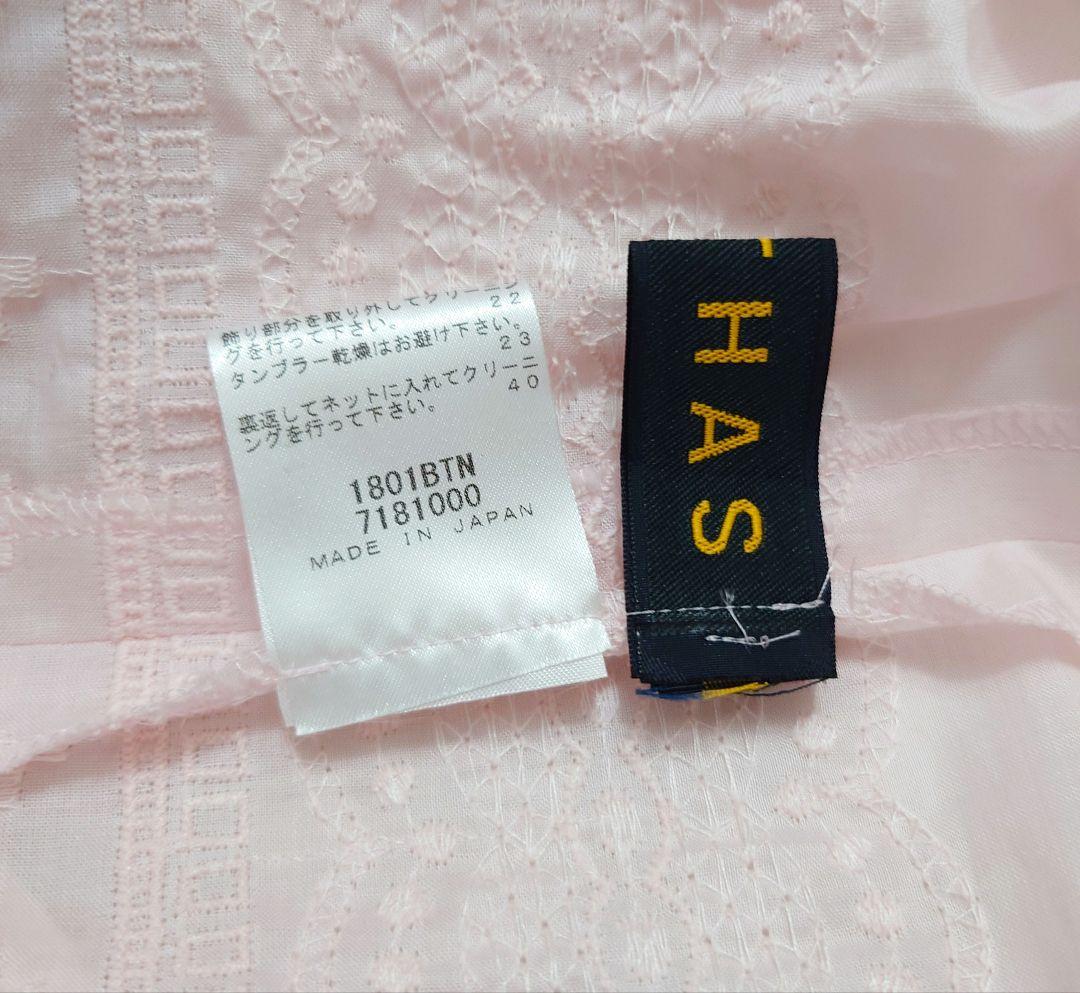 飾り部分を取り外してクリーニン
グを行って下さい。
22
タンブラー乾燥はお避け下さい。
23
裏返してネットに入れてクリーニ
ングを行って下さい。
40
1801BTN
7181000
MADE IN JAPAN
HAS